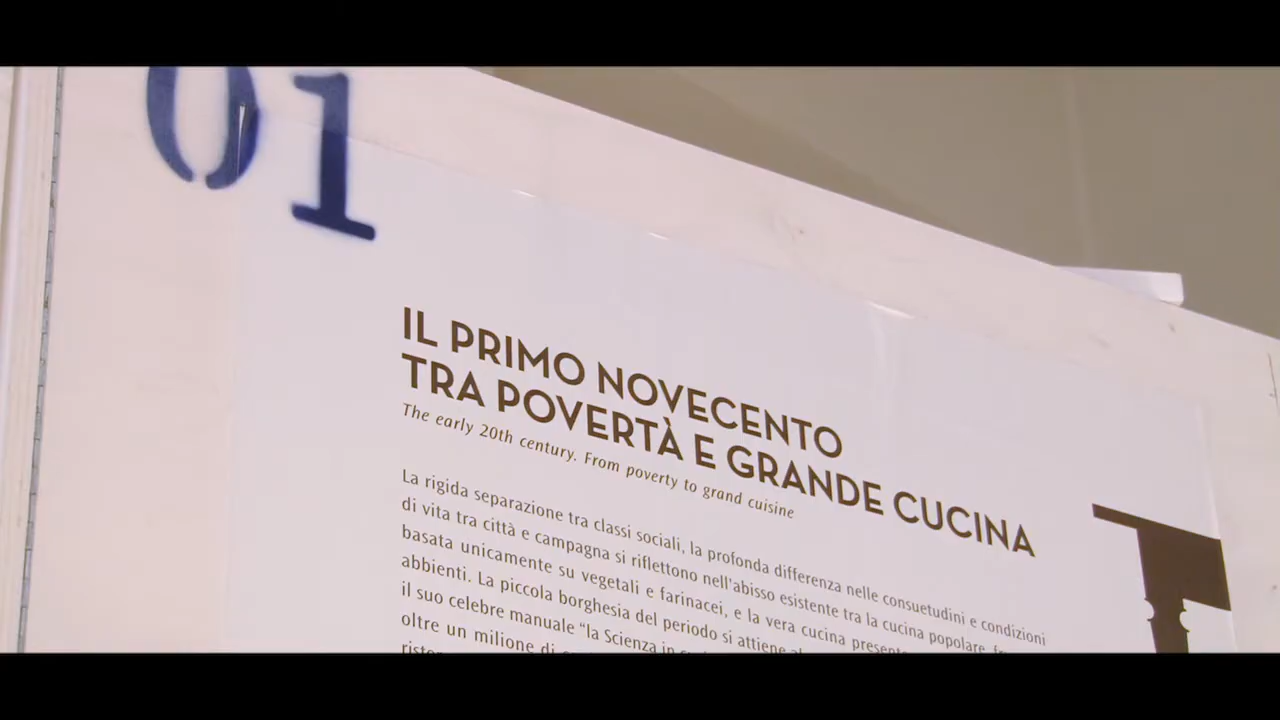 01
IL PRIMO NOVECENTO
TRA POVERTÀ E GRANDE CUCINA
The early 20th century. From poverty to grand cuisine
La rigida separazione tra classi sociali, la profonda differenza nelle consuetudini e condizioni
di vita tra città e campagna si riflettono nell'abisso esistente tra la cucina popolare,
basata unicamente su vegetali e farinacei, e la vera cucina
abbienti. La piccola borghesia del periodo si attiene
il suo celebre manuale "la Scienza in
oltre un milione di
T